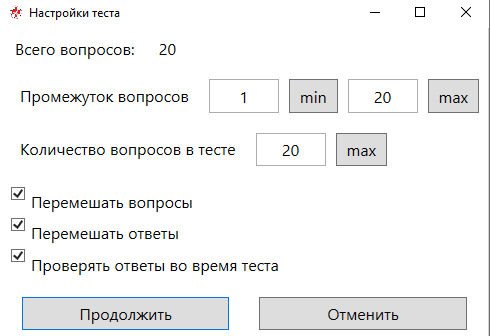 Настройки теста
Всего вопросов: 20
Промежуток вопросов 1 min 20 max
Количество вопросов в тесте 20 max
Перемешать вопросы
Перемешать ответы
Проверять ответы во время теста
Продолжить Отменить